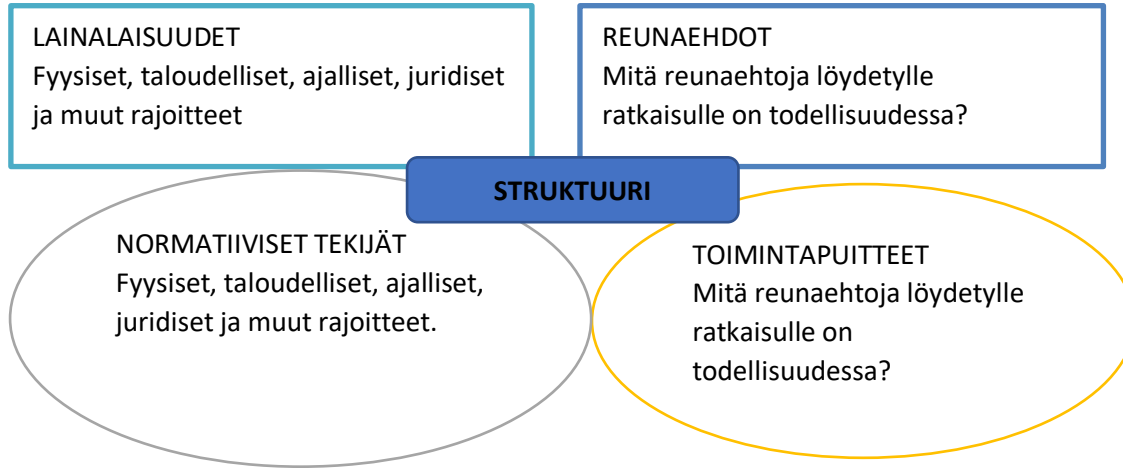 LAINALAISUUDET
Fyysiset, taloudelliset, ajalliset, juridiset
ja muut rajoitteet
REUNAEHDOT
Mitä reunaehtoja löydetylle
ratkaisulle on todellisuudessa?
STRUKTUURI
NORMATIIVISET TEKIJÄT
Fyysiset, taloudelliset, ajalliset,
juridiset ja muut rajoitteet.
TOIMINTAPUITTEET
Mitä reunaehtoja löydetylle
ratkaisulle on
todellisuudessa?